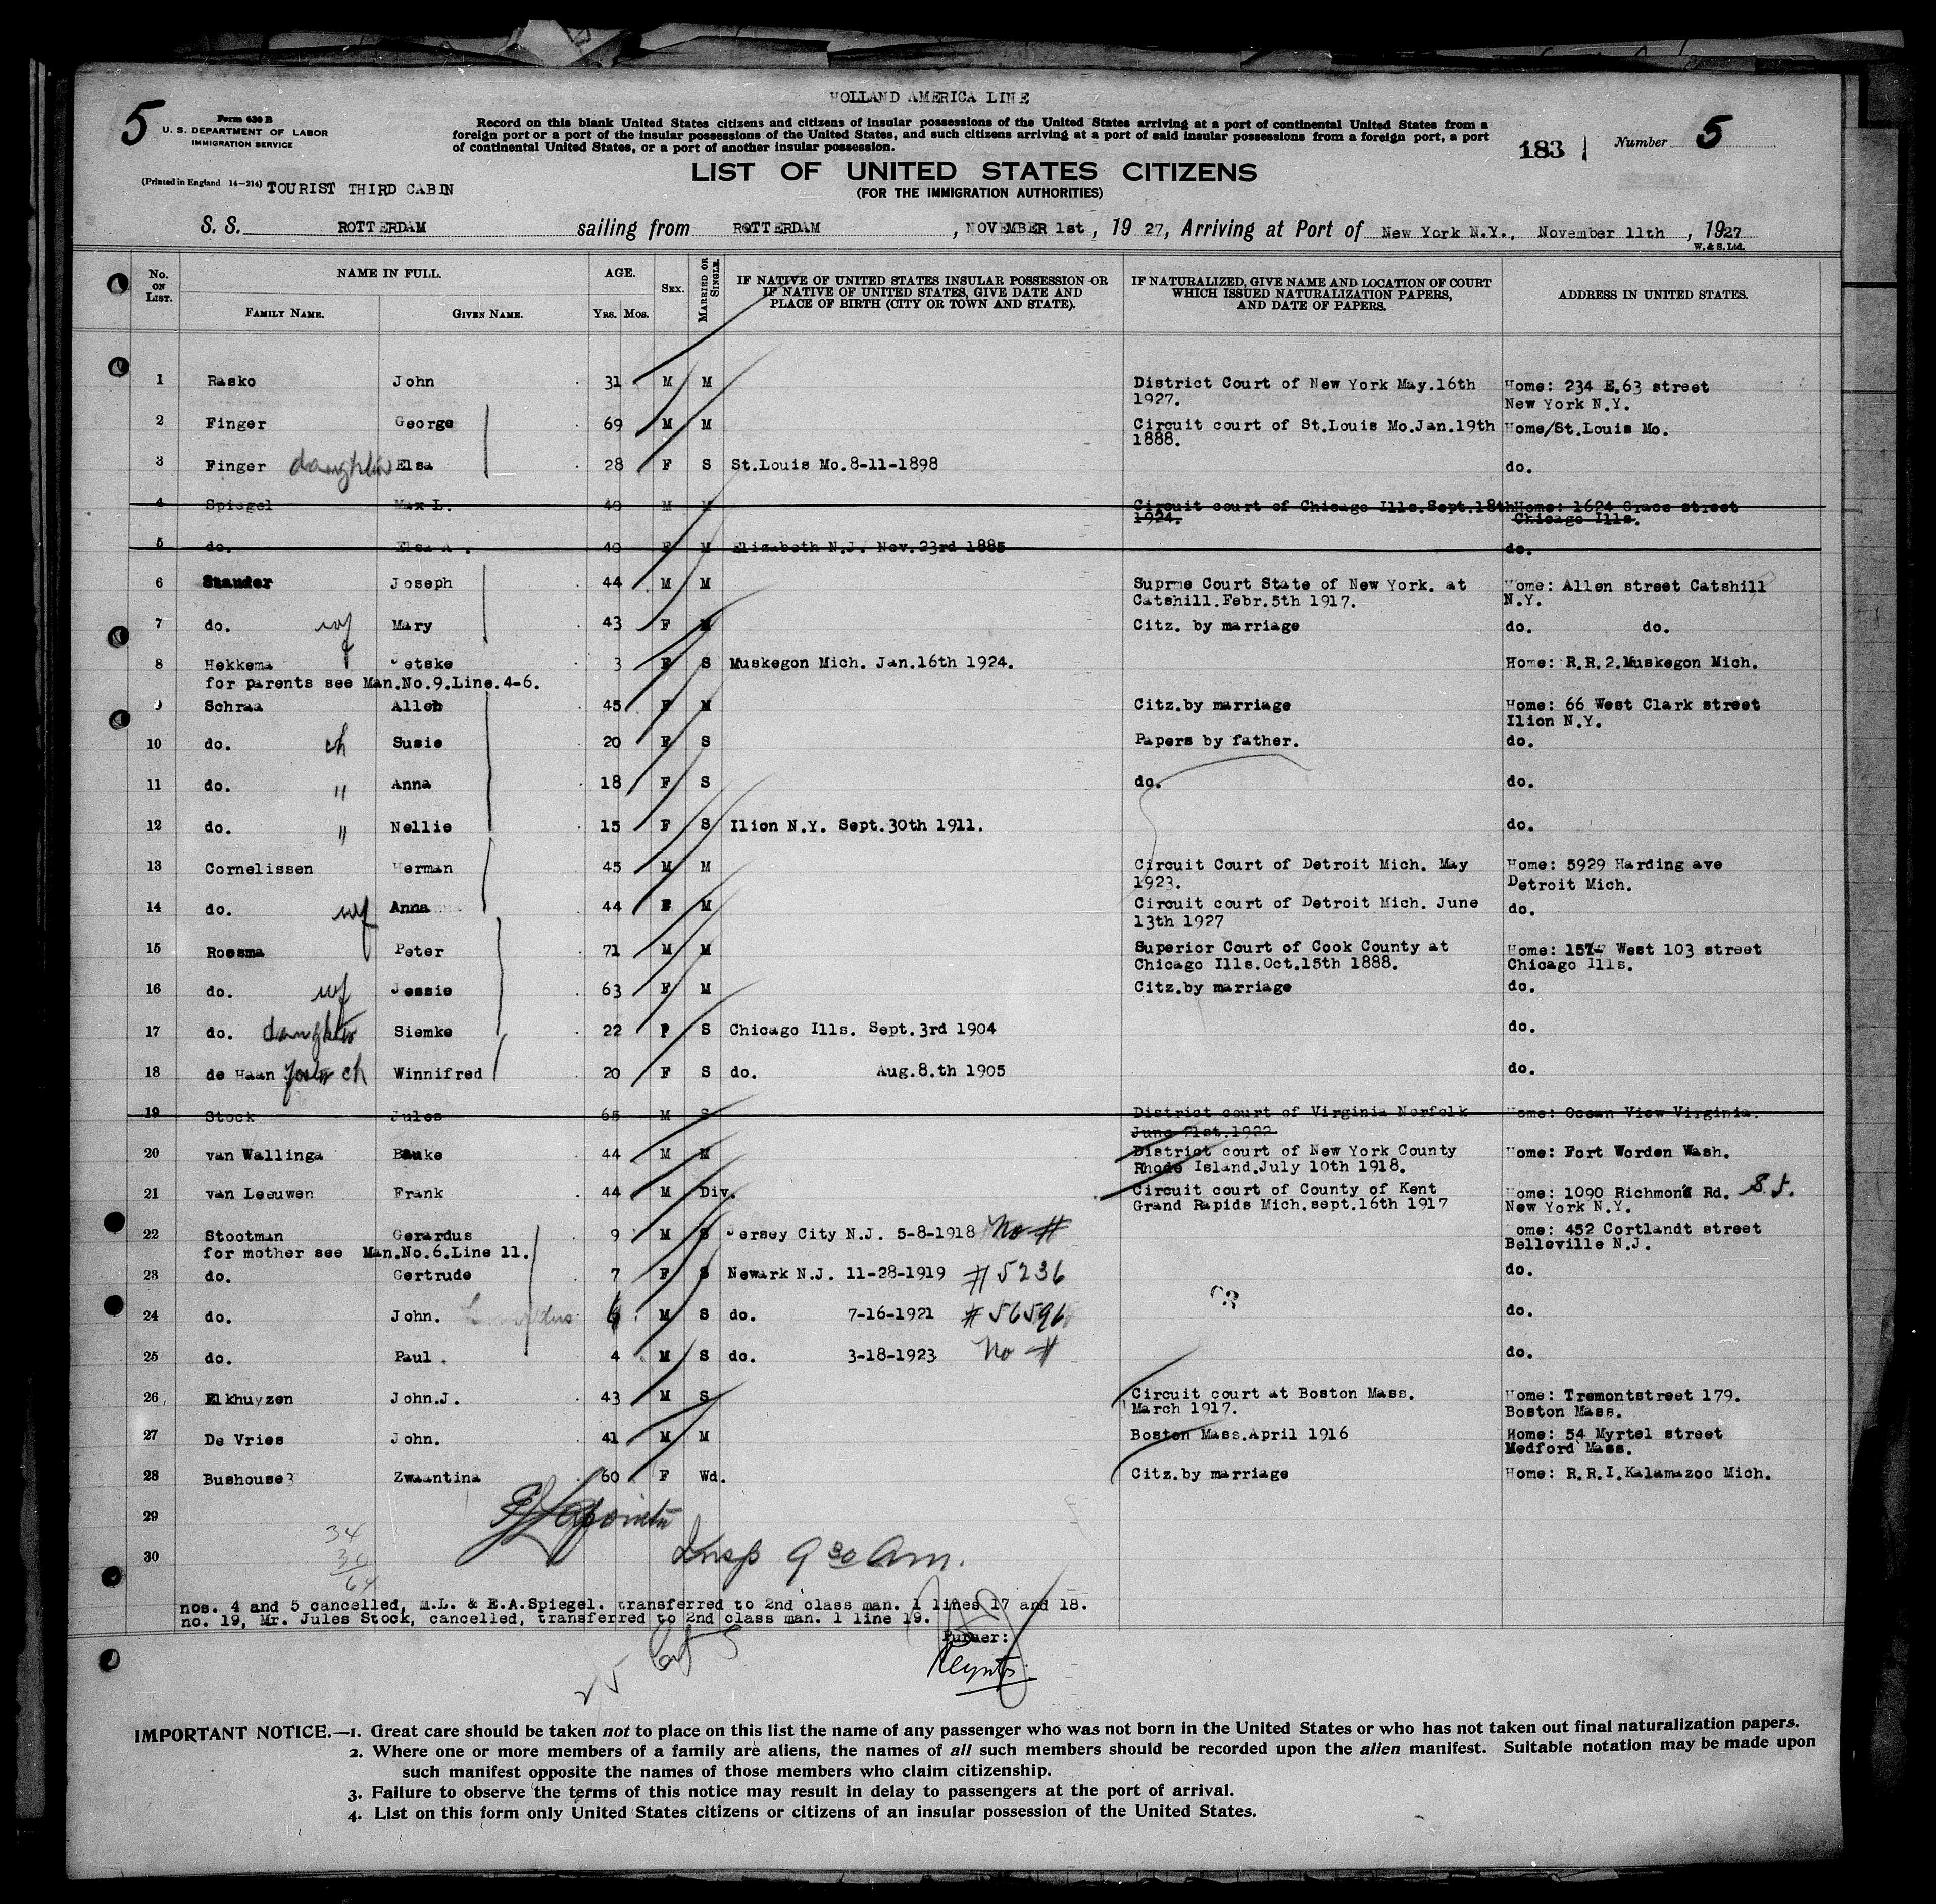 HOLLAND AMERICA LINE
5
Form 630 B
U. S. DEPARTMENT OF LABOR
IMMIGRATION SERVICE
Record on this blank United States citizens and citizens of insular possessions of the United States arriving at a port of continental United States from a
foreign port or a port of the insular possessions of the United States, and such citizens arriving at a port of said insular possessions from a foreign port, a port
of continental United States, or a port of another insular possession.
183
Number 5
LIST OF UNITED STATES CITIZENS
(FOR THE IMMIGRATION AUTHORITIES)
(Printed in England 14-214) TOURIST THIRD CABIN
S. S. ROTTERDAM sailing from ROTTERDAM, NOVEMBER 1st, 1927, Arriving at Port of New York N.Y., November 11th, 1927
W. & S. Ltd.
No. ON LIST. NAME IN FULL. FAMILY NAME. GIVEN NAME. AGE. YRS. MOS. SEX. MARRIED OR SINGLE. IF NATIVE OF UNITED STATES INSULAR POSSESSION OR IF NATIVE OF UNITED STATES, GIVE DATE AND PLACE OF BIRTH (CITY OR TOWN AND STATE). IF NATURALIZED, GIVE NAME AND LOCATION OF COURT WHICH ISSUED NATURALIZATION PAPERS, AND DATE OF PAPERS. ADDRESS IN UNITED STATES.
1 Rasko John 31 M M District Court of New York May.16th Home: 234 E.63 street
1927. New York N.Y.
2 Finger George 69 M M Circuit court of St.Louis Mo.Jan.19th Home/St.Louis Mo.
1888.
3 Finger daughter Elsa 28 F S St.Louis Mo.8-11-1898 do.
4 Spiegel Max L. 40 M M Circuit court of Chicago Ills.Sept.18th Home: 1624 Grace street
1924. Chicago Ills.
5 do. Elsa A. 40 F M Elizabeth N.J. Nov.23rd 1885 do.
6 Stauder Joseph 44 M M Suprme Court State of New York. at Home: Allen street Catshill
Catshill.Febr.5th 1917. N.Y.
7 do. wf Mary 43 F M Citz. by marriage do. do.
8 Hekkema Jetske 3 F S Muskegon Mich. Jan.16th 1924. Home: R.R.2.Muskegon Mich.
for parents see Man.No.9.Line.4-6.
9 Schraa 45 F M Citz.by marriage Home: 66 West Clark street
Ilion N.Y.
10 do. ch Susie 20 F S Papers by father. do.
11 do. " Anna 18 F S do. do.
12 do. " Nellie 15 F S Ilion N.Y. Sept.30th 1911. do.
13 Cornelissen Herman 45 M M Circuit Court of Detroit Mich. May Home: 5929 Harding ave
1923. Detroit Mich.
14 do. wf Anna 44 F M Circuit court of Detroit Mich. June do.
13th 1927
15 Roesma Peter 71 M M Superior Court of Cook County at Home: West 103 street
Chicago Ills.Oct.15th 1888. Chicago Ills.
16 do. wf Jessie 63 F M Citz.by marriage do.
17 do. daughter Siemke 22 F S Chicago Ills. Sept.3rd 1904 do.
18 de Haan foster ch Winnifred 20 F S do. Aug.8.th 1905 do.
19 Stock Jules 65 M S District court of Virginia Norfolk Home: Ocean View Virginia.
June 21st.1922
20 van Wallinga Bauke 44 M M District court of New York County Home: Fort Worden Wash.
Rhode Island.July 10th 1918.
21 van Leeuwen Frank 44 M Div. Circuit court of County of Kent Home: 1090 Richmond Rd. S.I.
Grand Rapids Mich.sept.16th 1917 New York N.Y.
22 Stootman Gerardus 9 M S Jersey City N.J. 5-8-1918 No # Home: 452 Cortlandt street
for mother see Man.No.6.Line 11. Belleville N.J.
23 do. Gertrude 7 F S Newark N.J. 11-28-1919 #5236 do.
24 do. John. 6 M S do. 7-16-1921 #56596 do.
25 do. Paul. 4 M S do. 3-18-1923 No # do.
26 Elkhuyzen John.J. 43 M S Circuit court at Boston Mass. Home: Tremontstreet 179.
March 1917. Boston Mass.
27 De Vries John. 41 M M Boston Mass.April 1916 Home: 54 Myrtel street
Medford Mass.
28 Bushouse Zwaantina 60 F Wd. Citz.by marriage Home: R.R.I.Kalamazoo Mich.
29
34
30
Insp 9 30 Am.
nos. 4 and 5 cancelled, M.L. & E.A.Spiegel. transferred to 2nd class man. 1 lines 17 and 18.
no. 19, Mr. Jules Stock, cancelled, transferred to 2nd class man. 1 line 19.
Purser:
IMPORTANT NOTICE.—1. Great care should be taken not to place on this list the name of any passenger who was not born in the United States or who has not taken out final naturalization papers.
2. Where one or more members of a family are aliens, the names of all such members should be recorded upon the alien manifest. Suitable notation may be made upon
such manifest opposite the names of those members who claim citizenship.
3. Failure to observe the terms of this notice may result in delay to passengers at the port of arrival.
4. List on this form only United States citizens or citizens of an insular possession of the United States.